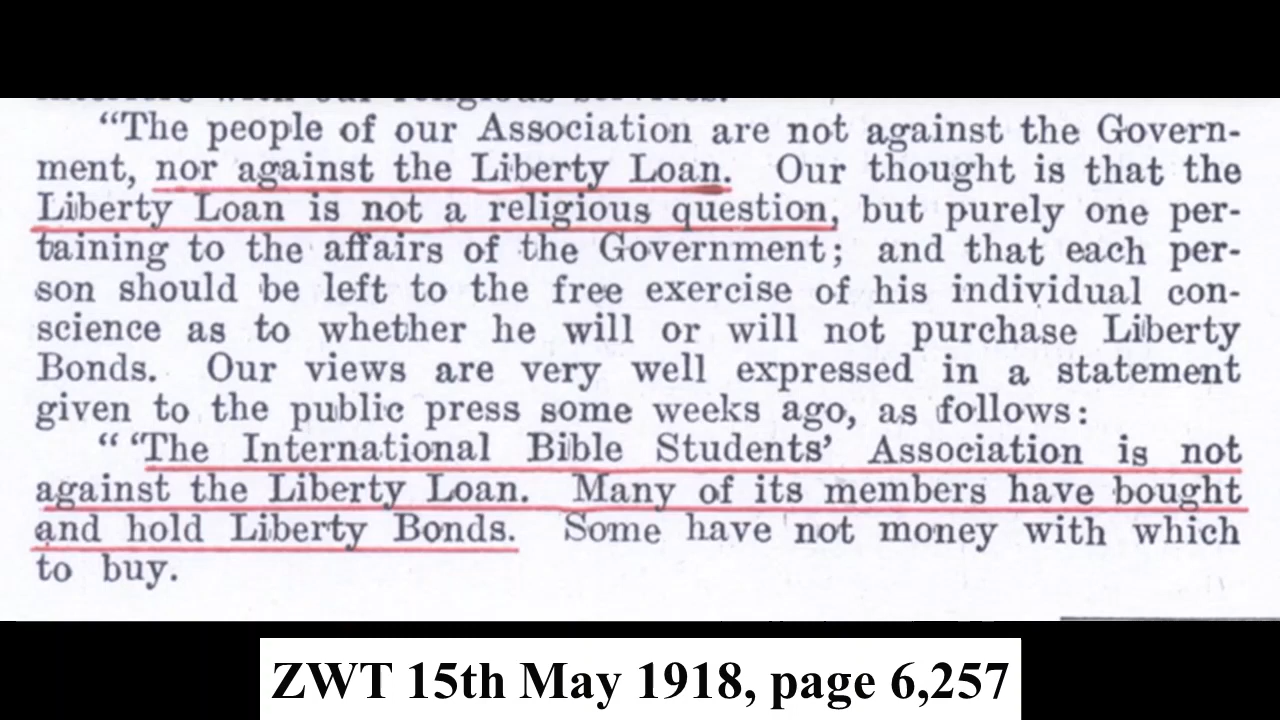 “The people of our Association are not against the Govern-
ment, nor against the Liberty Loan. Our thought is that the
Liberty Loan is not a religious question, but purely one per-
taining to the affairs of the Government; and that each per-
son should be left to the free exercise of his individual con-
science as to whether he will or will not purchase Liberty
Bonds. Our views are very well expressed in a statement
given to the public press some weeks ago, as follows:
“ ‘The International Bible Students’ Association is not
against the Liberty Loan. Many of its members have bought
and hold Liberty Bonds. Some have not money with which
to buy.
ZWT 15th May 1918, page 6,257